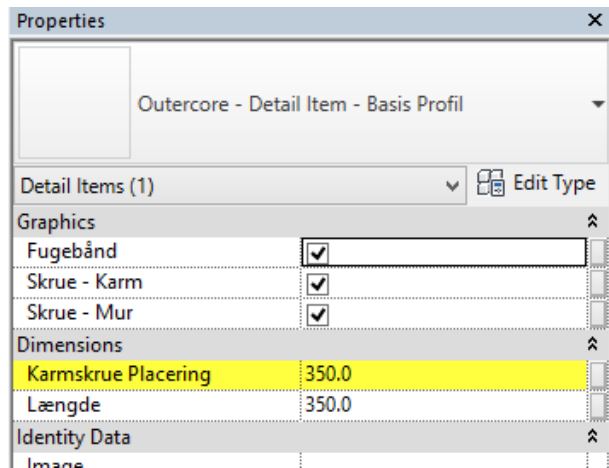 Properties
Outercore - Detail Item - Basis Profil
Detail Items (1) Edit Type
Graphics
Fugebånd
Skrue - Karm
Skrue - Mur
Dimensions
Karmskrue Placering 350.0
Længde 350.0
Identity Data
Image